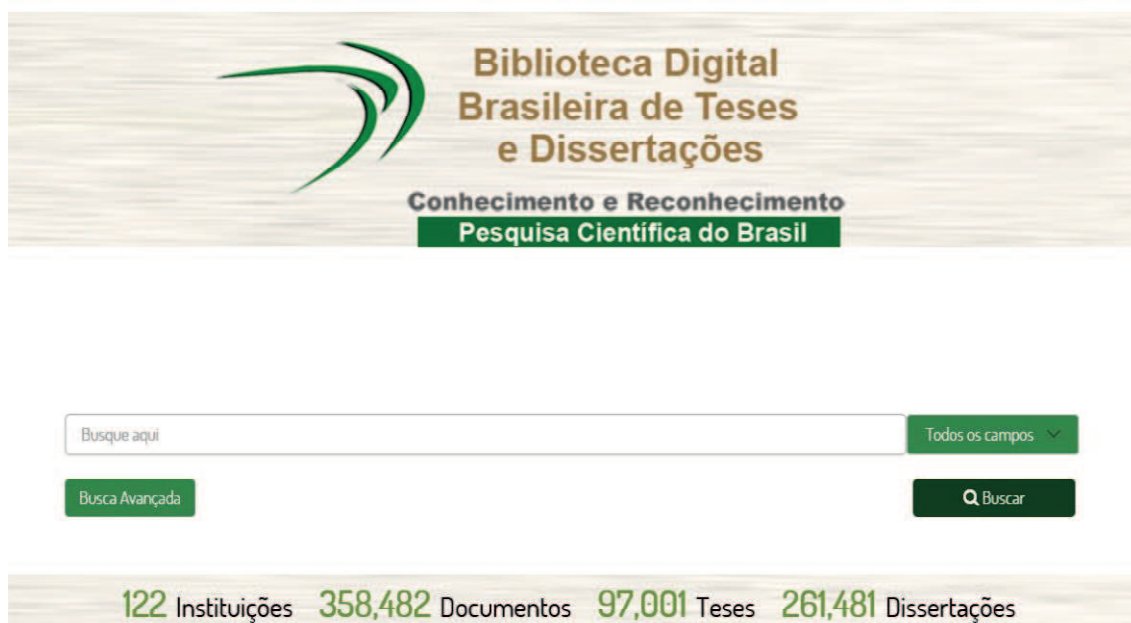 Biblioteca Digital
Brasileira de Teses
e Dissertações
Conhecimento e Reconhecimento
Pesquisa Científica do Brasil
Busque aqui
Todos os campos
Busca Avançada
Buscar
122 Instituições 358,482 Documentos 97,001 Teses 261,481 Dissertações